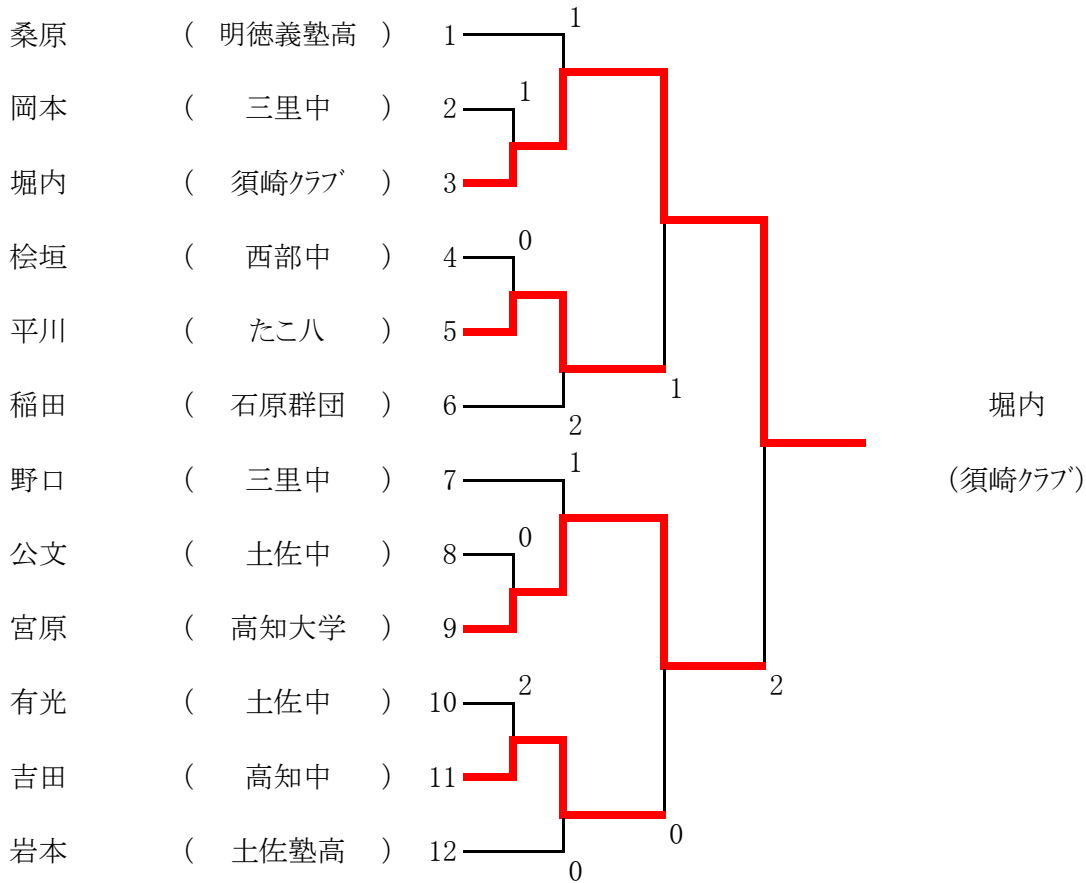 桑原 ( 明徳義塾高 ) 1 1
岡本 ( 三里中 ) 2 1
堀内 ( 須崎ｸﾗﾌﾞ ) 3
桧垣 ( 西部中 ) 4 0
平川 ( たこ八 ) 5
1
稲田 ( 石原群団 ) 6 2
堀内
野口 ( 三里中 ) 7 1
(須崎ｸﾗﾌﾞ)
公文 ( 土佐中 ) 8 0
宮原 ( 高知大学 ) 9
2
有光 ( 土佐中 ) 10 2
吉田 ( 高知中 ) 11
0
岩本 ( 土佐塾高 ) 12 0